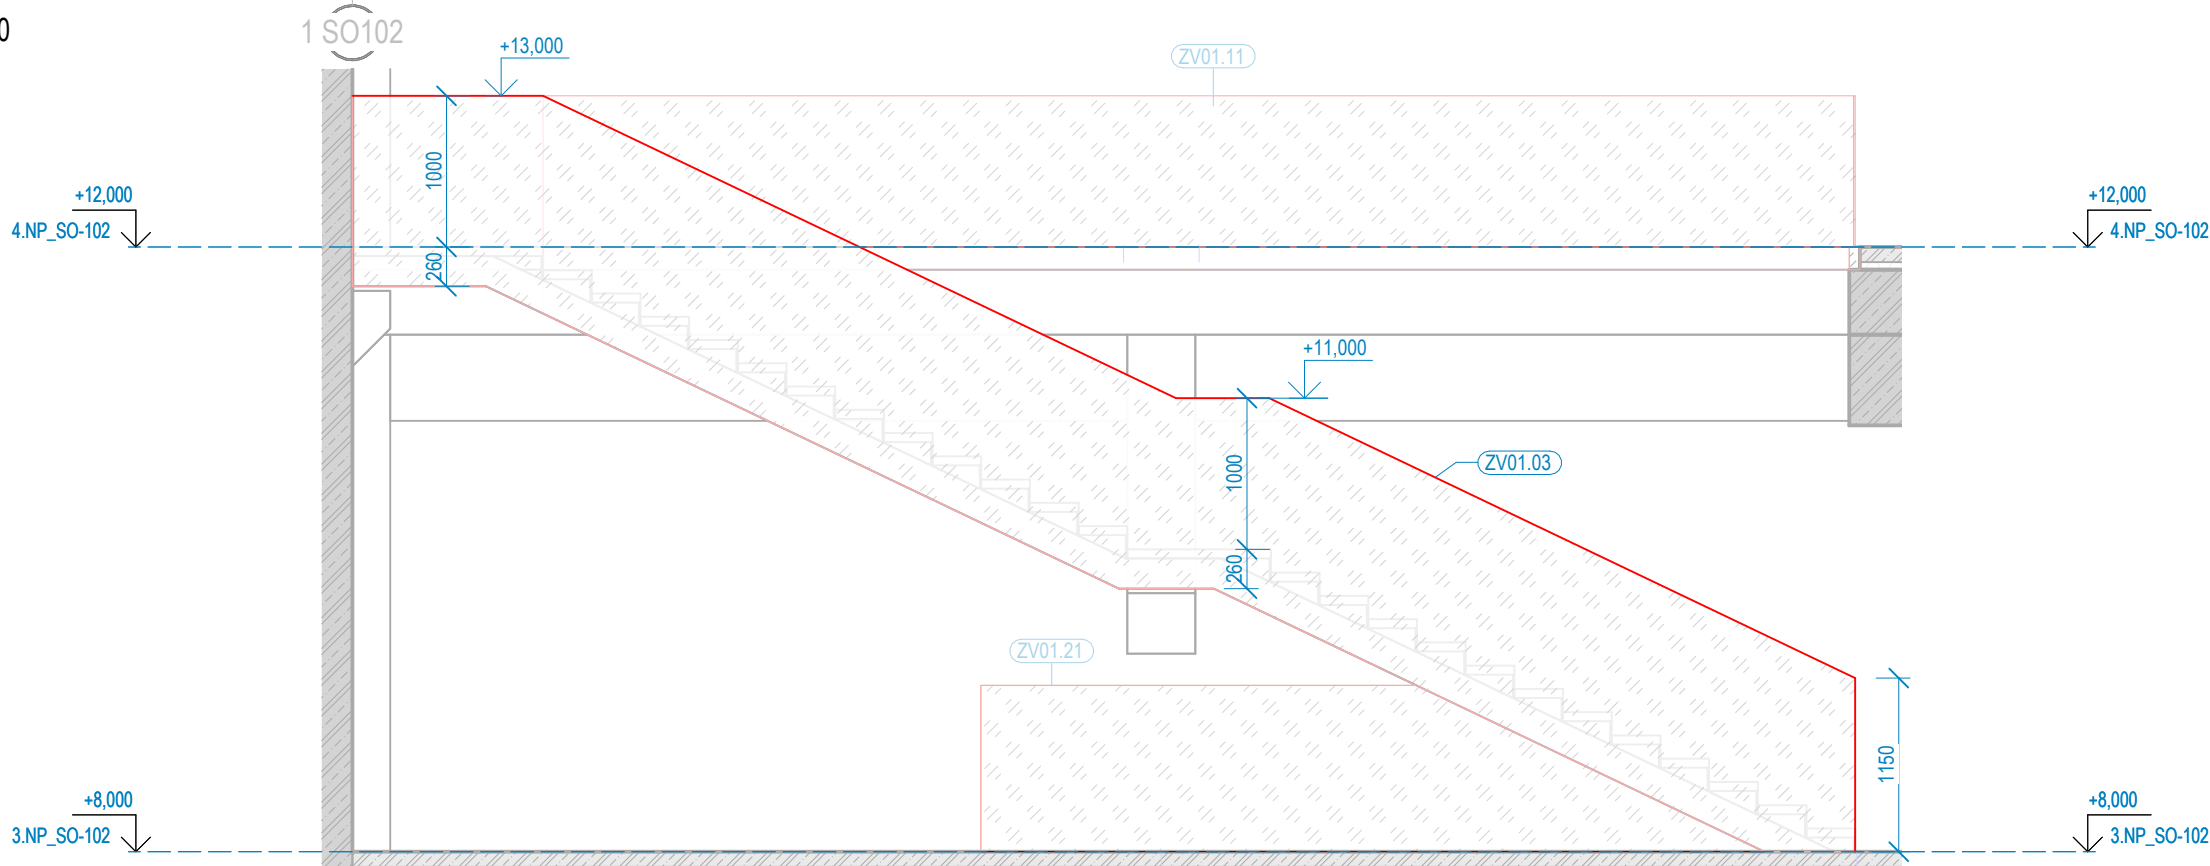 0
1 SO102
+13,000
ZV01.11
1000
+12,000
4.NP_SO-102
+12,000
4.NP_SO-102
260
+11,000
1000
ZV01.03
260
ZV01.21
1150
+8,000
3.NP_SO-102
+8,000
3.NP_SO-102